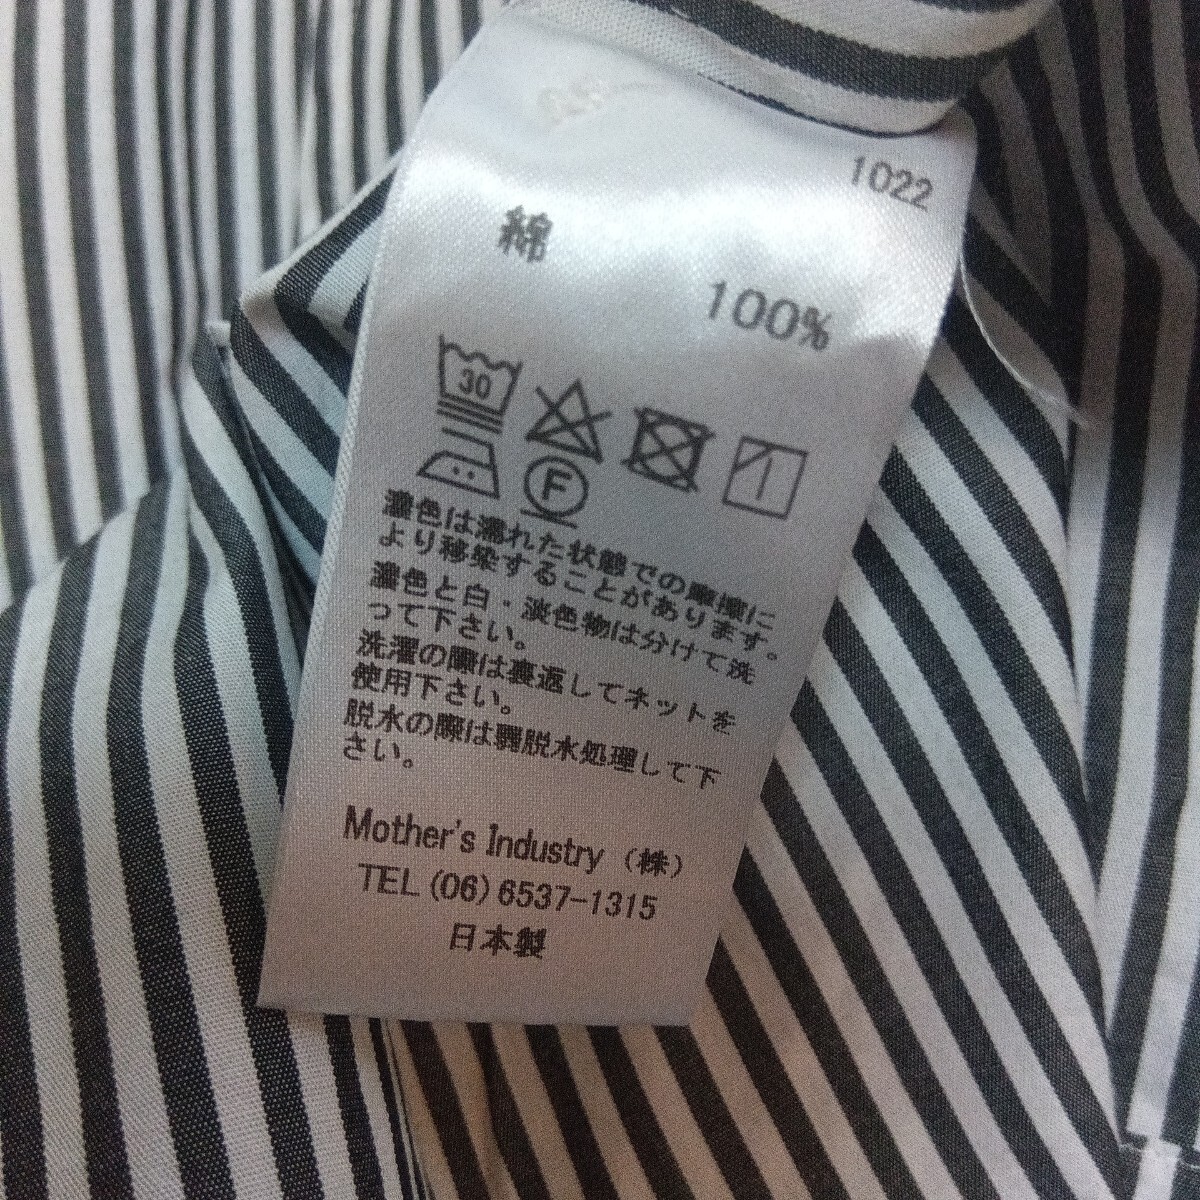 1022
綿
100%
30
F
濃色は濡れた状態での摩擦に
より移染することがあります。
濃色と白・淡色物は分けて洗
って下さい。
洗濯の際は裏返してネットを
使用下さい。
脱水の際は弱脱水処理して下
さい。
Mother's Industry (株)
TEL (06) 6537-1315
日本製